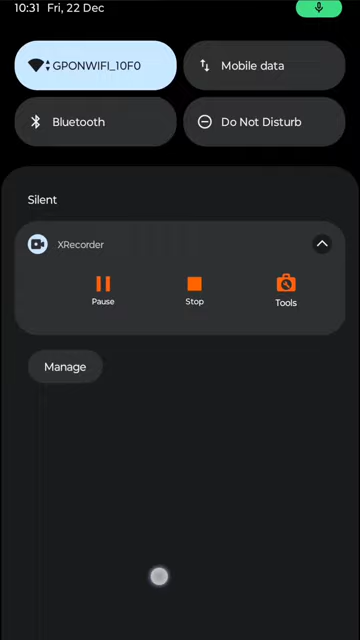 10:31 Fri, 22 Dec
GPONWIFI_10F0
Mobile data
Bluetooth
Do Not Disturb
Silent
XRecorder
Pause
Stop
Tools
Manage